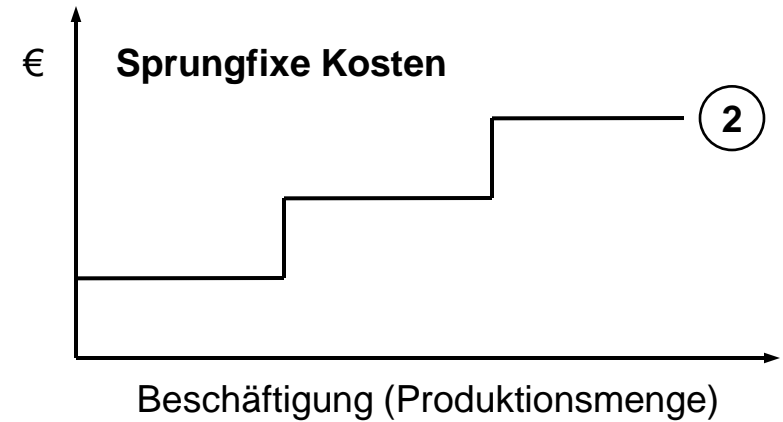 € Sprungfixe Kosten
2
Beschäftigung (Produktionsmenge)